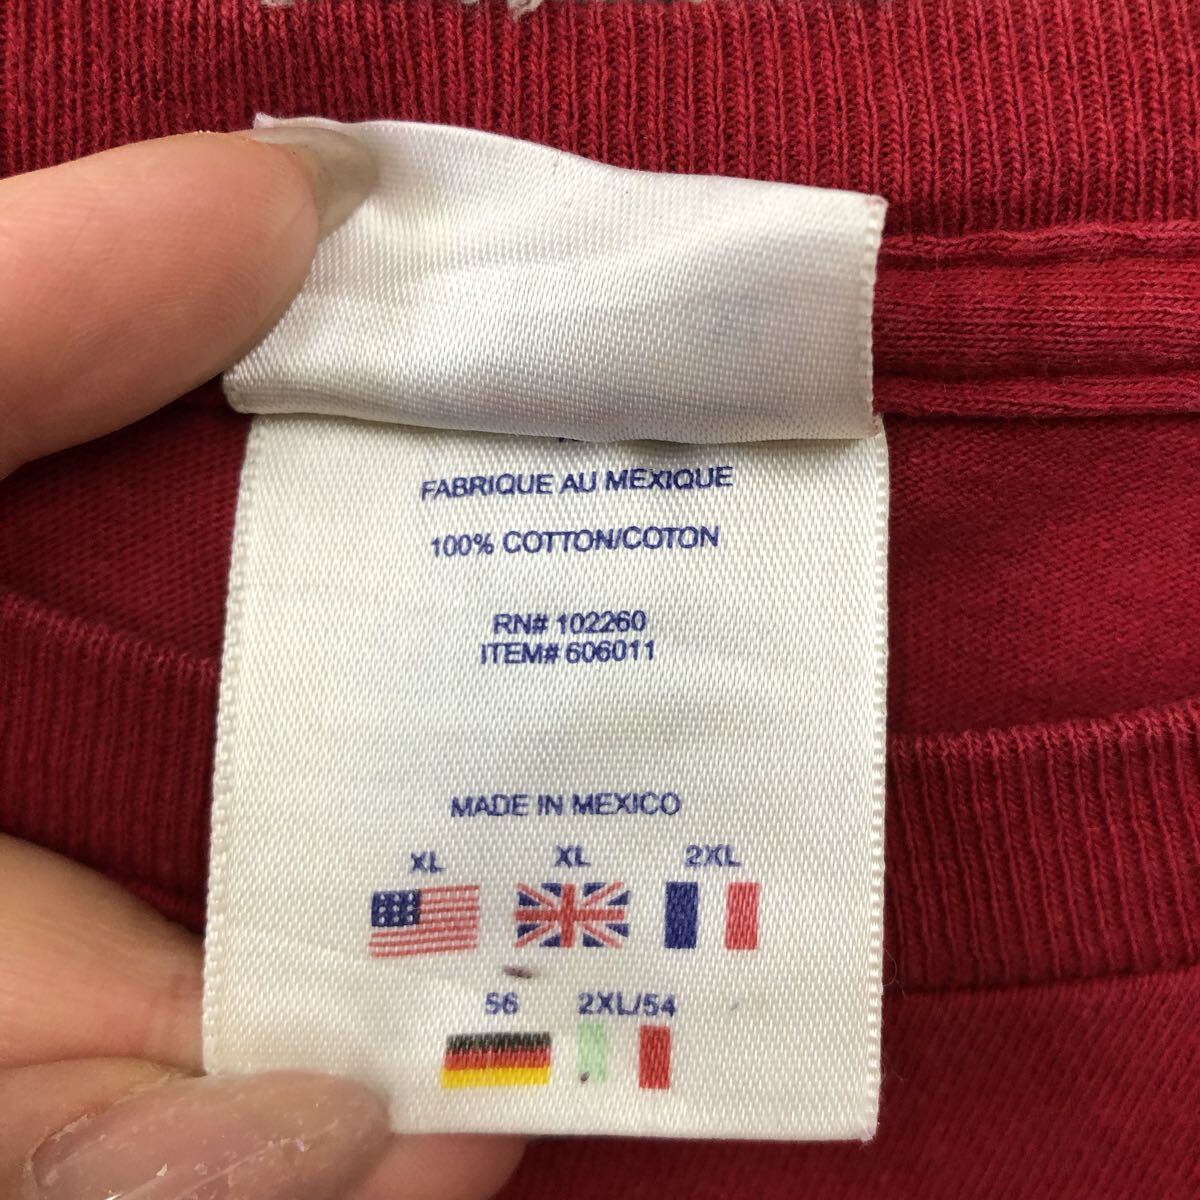 FABRIQUE AU MEXIQUE
100% COTTON/COTON
RN# 102260
ITEM# 606011
MADE IN MEXICO
XL XL 2XL
56 2XL/54